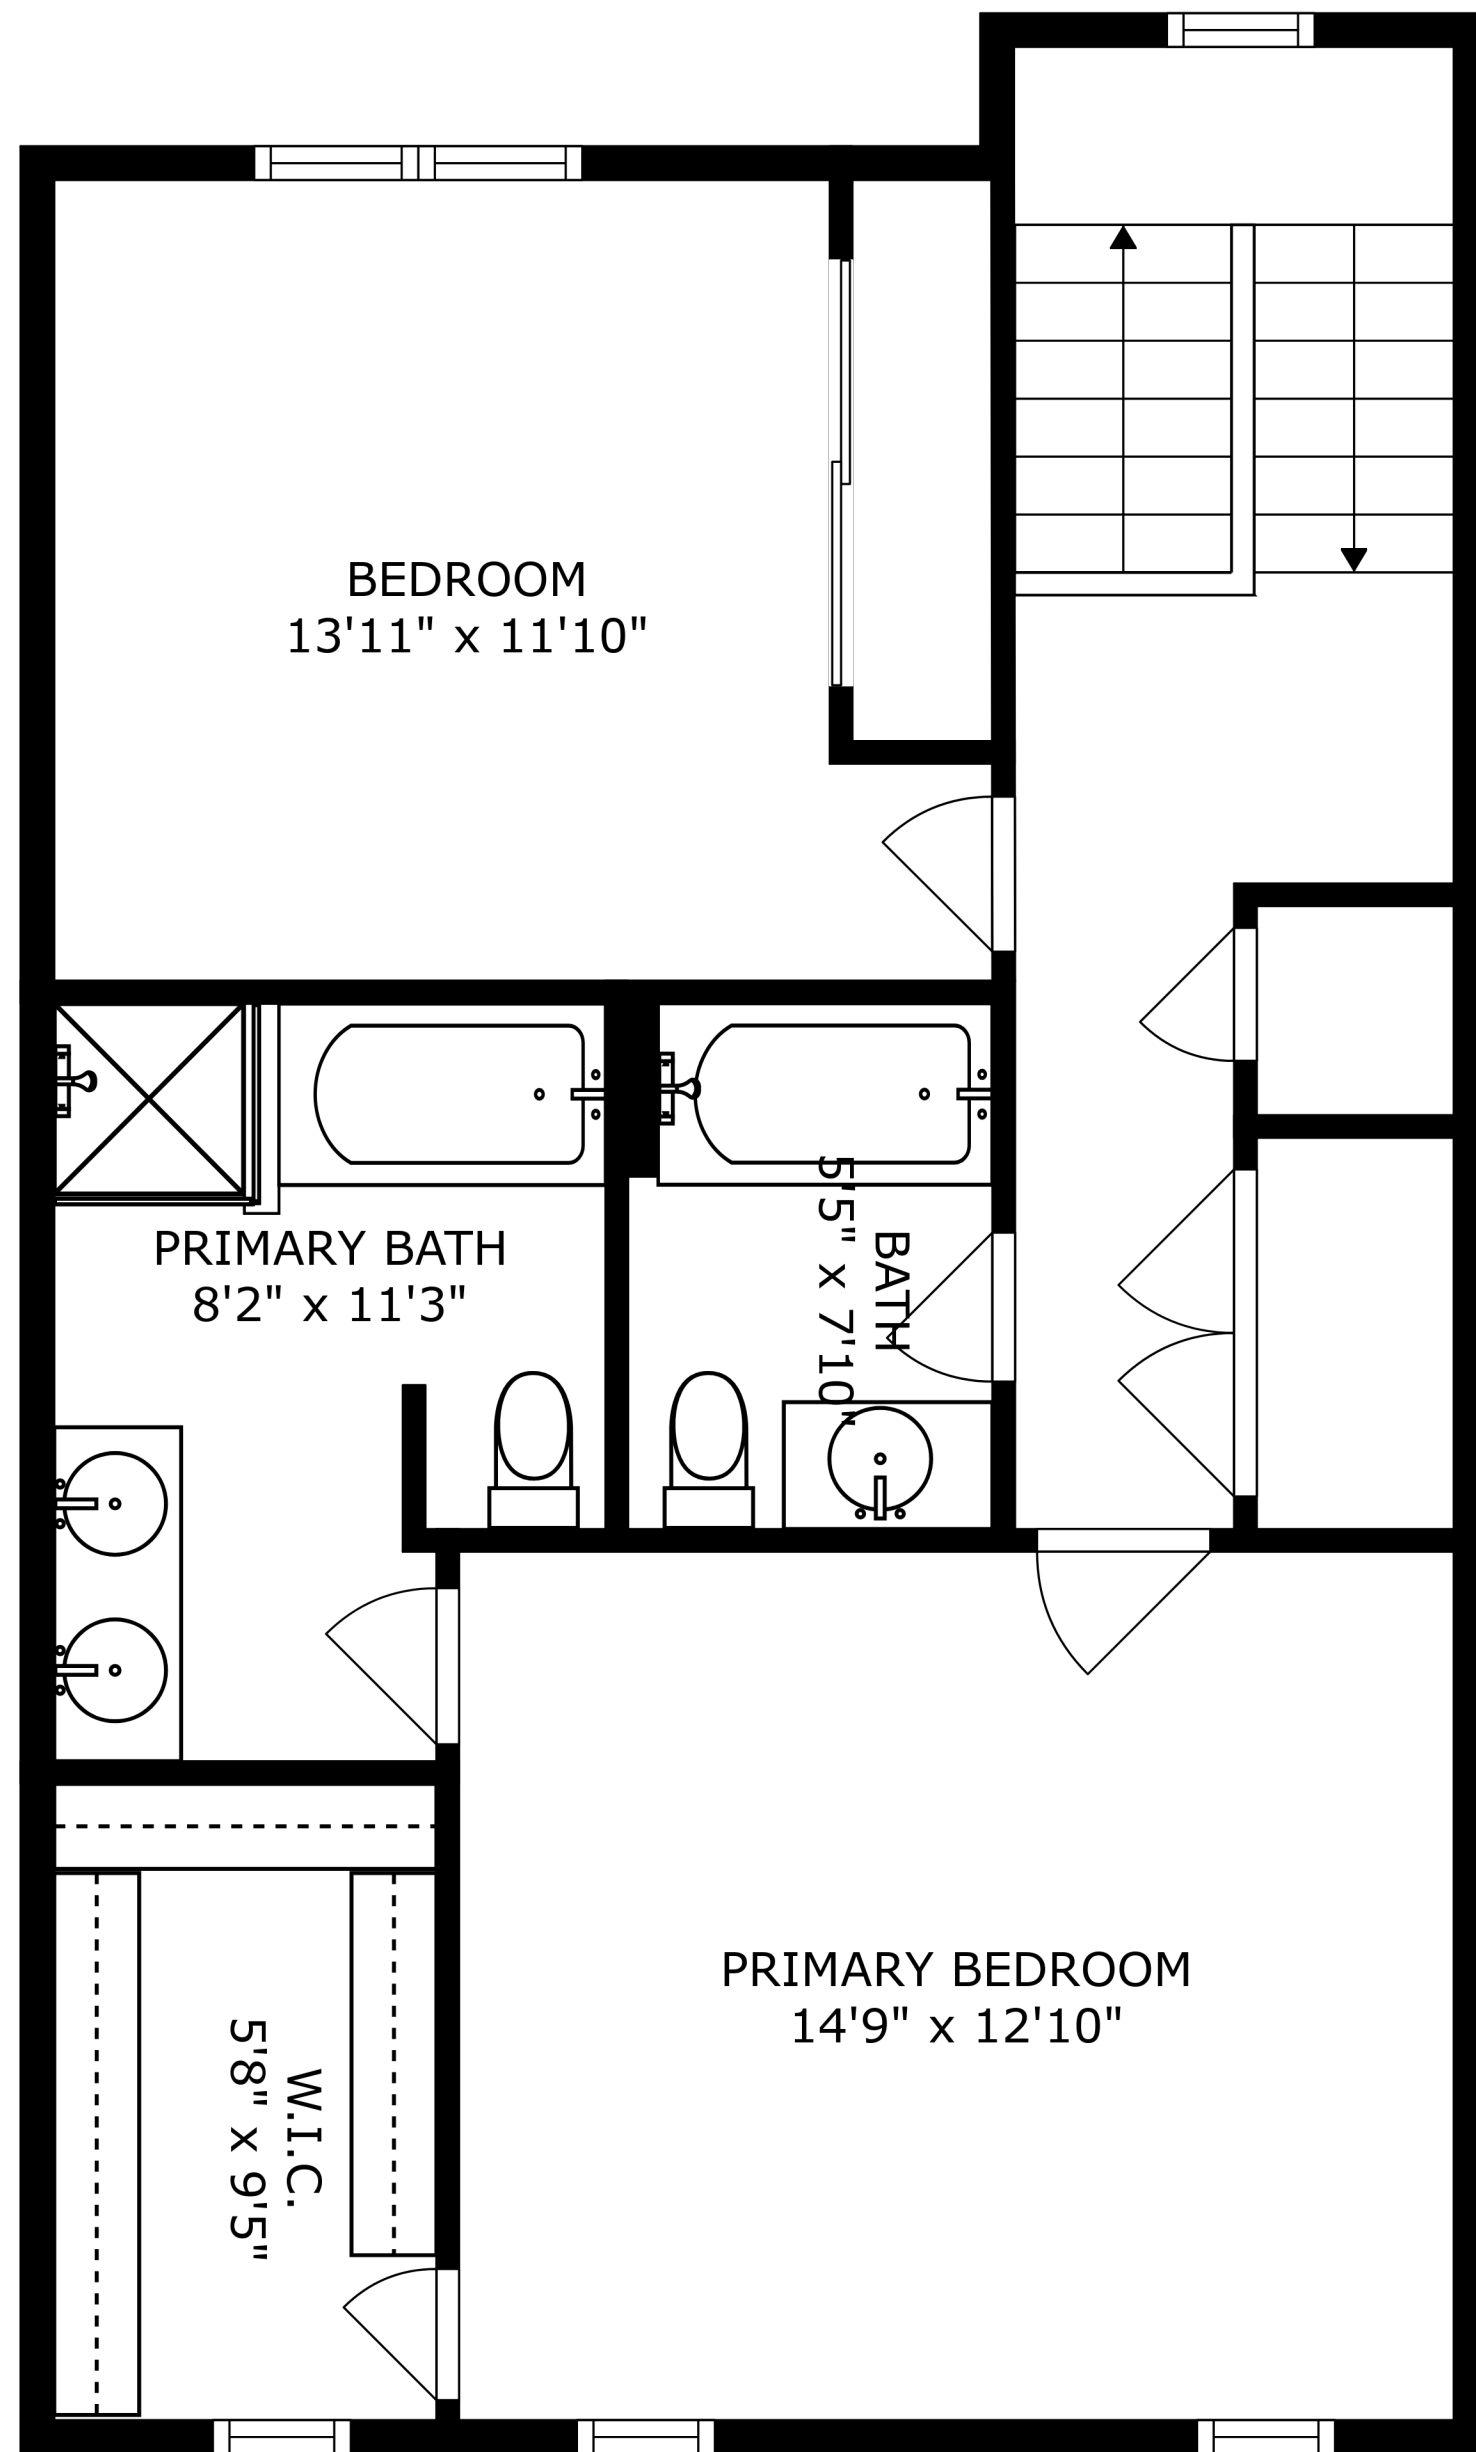 BEDROOM
13'11" x 11'10"
PRIMARY BATH
8'2" x 11'3"
BATH
5'5" x 7'10"
PRIMARY BEDROOM
14'9" x 12'10"
W.I.C.
5'8" x 9'5"